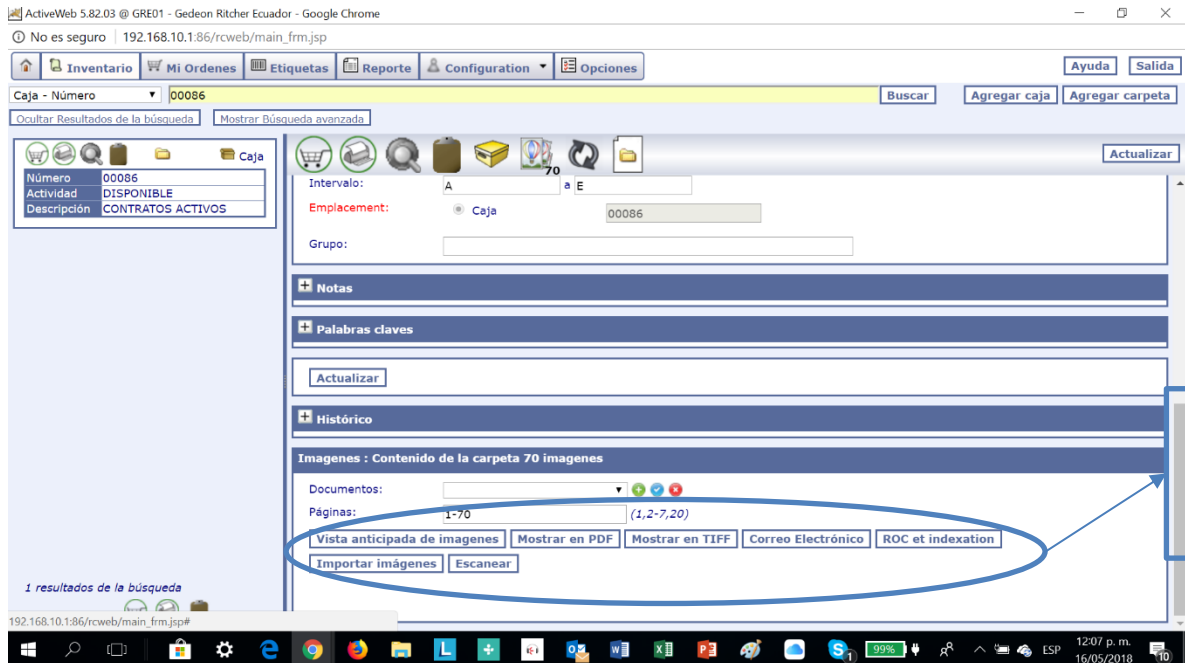 ActiveWeb 5.82.03 @ GRE01 - Gedeon Ritcher Ecuador - Google Chrome
No es seguro 192.168.10.1:86/rcweb/main_frm.jsp
Inventario Mi Ordenes Etiquetas Reporte Configuration Opciones Ayuda Salida
Caja - Número 00086 Buscar Agregar caja Agregar carpeta
Ocultar Resultados de la búsqueda Mostrar Búsqueda avanzada
Caja
Número 00086
Actividad DISPONIBLE
Descripción CONTRATOS ACTIVOS
1 resultados de la búsqueda
70
Actualizar
Intervalo: A a E
Emplacement: Caja 00086
Grupo:
Notas
Palabras claves
Actualizar
Histórico
Imagenes : Contenido de la carpeta 70 imagenes
Documentos:
Páginas: 1-70 (1,2-7,20)
Vista anticipada de imagenes Mostrar en PDF Mostrar en TIFF Correo Electrónico ROC et indexation
Importar imágenes Escanear
192.168.10.1:86/rcweb/main_frm.jsp#
99% ESP 12:07 p. m.
16/05/2018